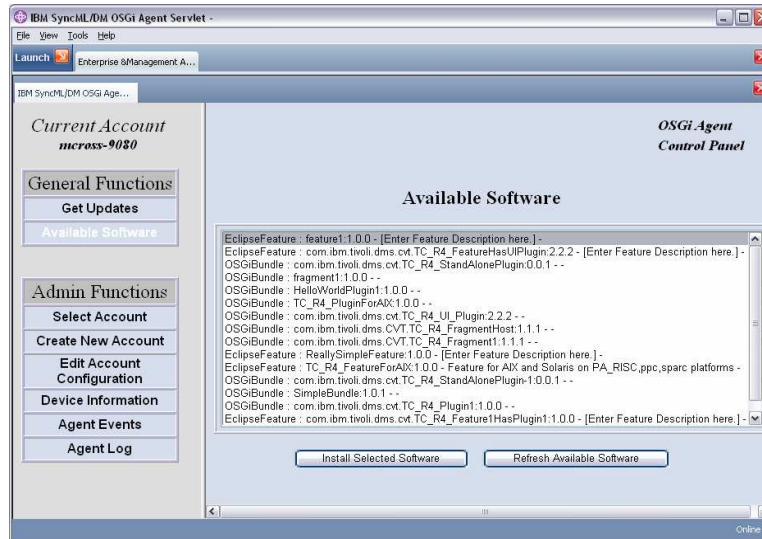 IBM SyncML/DM OSGi Agent Servlet -
File View Tools Help
Launch
Enterprise &Management A...
IBM SyncML/DM OSGi Age...
Current Account
mcross-9080
OSGi Agent
Control Panel
General Functions
Get Updates
Available Software
Admin Functions
Select Account
Create New Account
Edit Account
Configuration
Device Information
Agent Events
Agent Log
Available Software
EclipseFeature : feature1:1.0.0 - [Enter Feature Description here.] -
EclipseFeature : com.ibm.tivoli.dms.cvt.TC_R4_FeatureHasUIPlugin:2.2.2 - [Enter Feature Description here.] -
OSGiBundle : com.ibm.tivoli.dms.cvt.TC_R4_StandAlonePlugin:0.0.1 - -
OSGiBundle : fragment1:1.0.0 - -
OSGiBundle : HelloWorldPlugin1:1.0.0 - -
OSGiBundle : TC_R4_PluginForAIX:1.0.0 - -
OSGiBundle : com.ibm.tivoli.dms.cvt.TC_R4_UI_Plugin:2.2.2 - -
OSGiBundle : com.ibm.tivoli.dms.CVT.TC_R4_FragmentHost:1.1.1 - -
OSGiBundle : com.ibm.tivoli.dms.CVT.TC_R4_Fragment1:1.1.1 - -
EclipseFeature : ReallySimpleFeature:1.0.0 - [Enter Feature Description here.] -
EclipseFeature : TC_R4_FeatureForAIX:1.0.0 - Feature for AIX and Solaris on PA_RISC,ppc,sparc platforms -
OSGiBundle : com.ibm.tivoli.dms.cvt.TC_R4_StandAlonePlugin-1:0.0.1 - -
OSGiBundle : SimpleBundle:1.0.1 - -
OSGiBundle : com.ibm.tivoli.dms.cvt.TC_R4_Plugin1:1.0.0 - -
EclipseFeature : com.ibm.tivoli.dms.cvt.TC_R4_Feature1HasPlugin1:1.0.0 - [Enter Feature Description here.] -
Install Selected Software
Refresh Available Software
Online